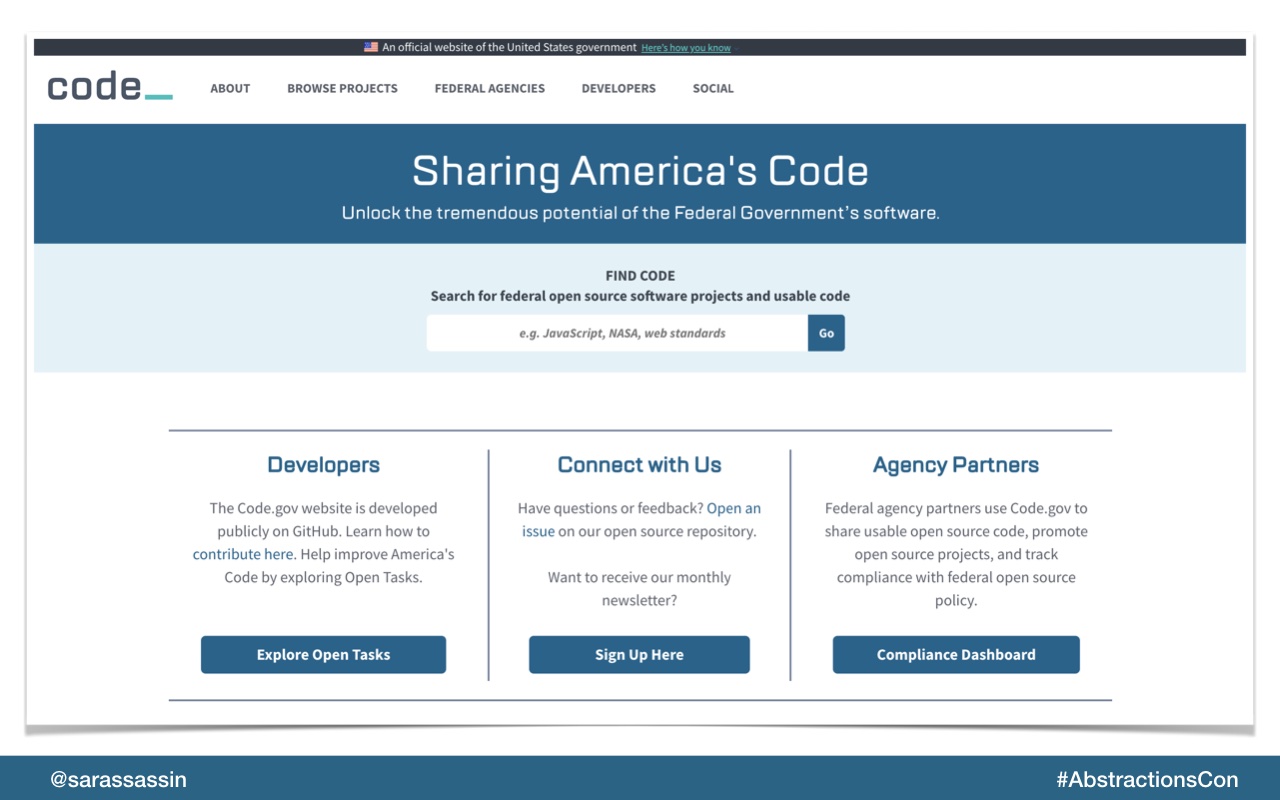 An official website of the United States government Here's how you know
code_
ABOUT BROWSE PROJECTS FEDERAL AGENCIES DEVELOPERS SOCIAL
Sharing America's Code
Unlock the tremendous potential of the Federal Government's software.
FIND CODE
Search for federal open source software projects and usable code
e.g. JavaScript, NASA, web standards
Go
Developers
The Code.gov website is developed
publicly on GitHub. Learn how to
contribute here. Help improve America's
Code by exploring Open Tasks.
Explore Open Tasks
Connect with Us
Have questions or feedback? Open an
issue on our open source repository.
Want to receive our monthly
newsletter?
Sign Up Here
Agency Partners
Federal agency partners use Code.gov to
share usable open source code, promote
open source projects, and track
compliance with federal open source
policy.
Compliance Dashboard
@sarassassin
#AbstractionsCon